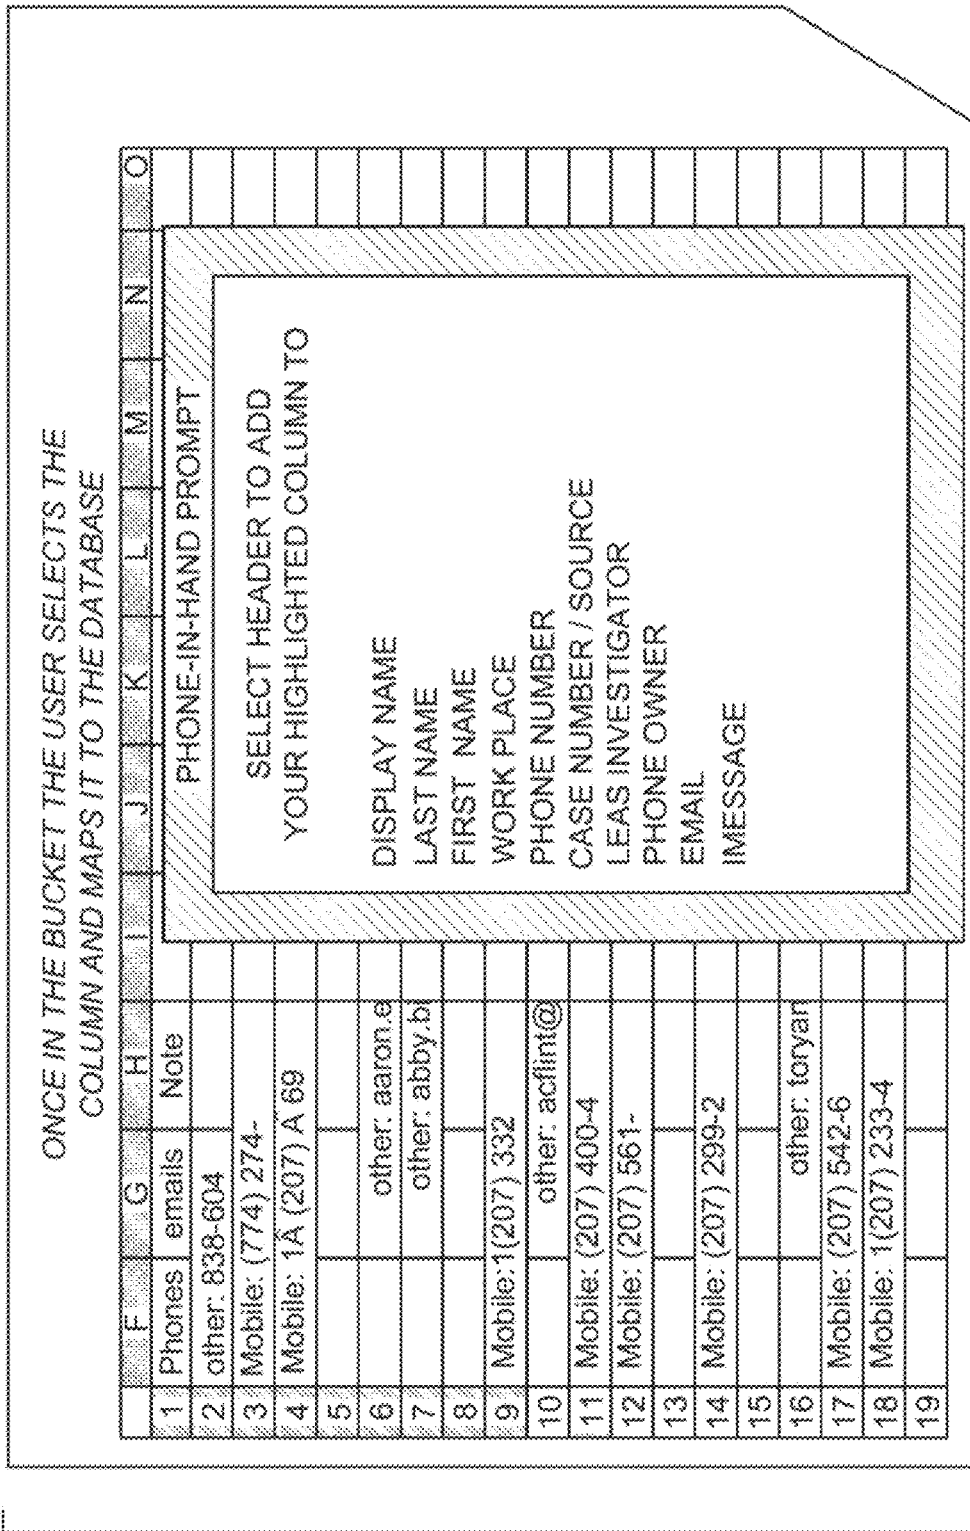 ONCE IN THE BUCKET THE USER SELECTS THE
COLUMN AND MAPS IT TO THE DATABASE
F G H I J K L M N O
1 Phones emails Note
2 other: 838-604
3 Mobile: (774) 274-
4 Mobile: 1A (207) A 69
5
6 other: aaron.e
7 other: abby.bl
8
9 Mobile:1(207) 332
10 other: acflint@
11 Mobile: (207) 400-4
12 Mobile: (207) 561-
13
14 Mobile: (207) 299-2
15
16 other: toryan
17 Mobile: (207) 542-6
18 Mobile: 1(207) 233-4
19
PHONE-IN-HAND PROMPT
SELECT HEADER TO ADD
YOUR HIGHLIGHTED COLUMN TO
DISPLAY NAME
LAST NAME
FIRST NAME
WORK PLACE
PHONE NUMBER
CASE NUMBER / SOURCE
LEAS INVESTIGATOR
PHONE OWNER
EMAIL
IMESSAGE